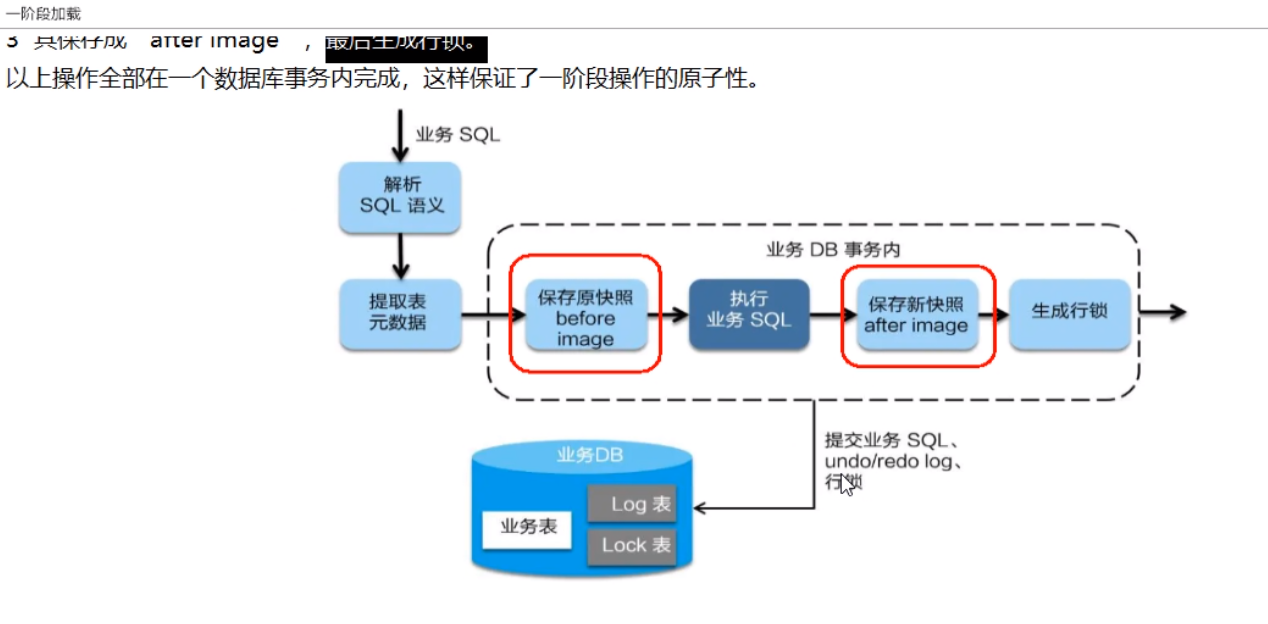 一阶段加载
3 其保存成 after image ，最后生成行锁。
以上操作全部在一个数据库事务内完成，这样保证了一阶段操作的原子性。
业务 SQL
解析
SQL 语义
业务 DB 事务内
提取表
元数据
保存原快照
before
image
执行
业务 SQL
保存新快照
after image
生成行锁
提交业务 SQL、
undo/redo log、
行锁
业务DB
Log 表
业务表
Lock 表